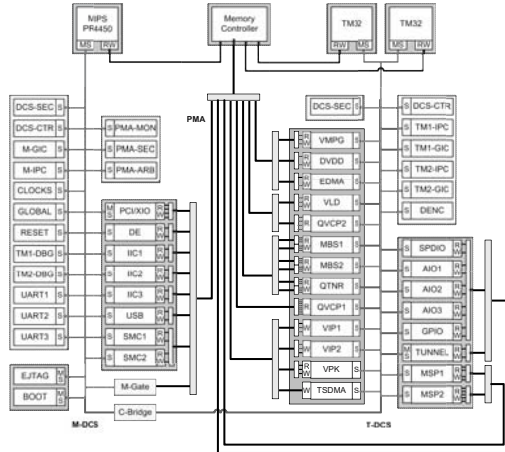 MIPS
PR4450
MS
RW
Memory
Controller
TM32
RW
MS
TM32
MS
RW
PMA
DCS-SEC S
DCS-CTR S
M-GIC S
M-IPC S
CLOCKS S
GLOBAL S
RESET S
TM1-DBG S
TM2-DBG S
UART1 S
UART2 S
UART3 S
EJTAG M S
BOOT M S
S PMA-MON
S PMA-SEC
S PMA-ARB
M S PCI/XIO R W
S DE R W
S IIC1 R W
S IIC2 R W
S IIC3 R W
S USB R W
S SMC1 R W
S SMC2 R W
M-Gate
C-Bridge
M-DCS
DCS-SEC S
R W VMPG S
R W DVDD S
R W EDMA S
R W VLD S
R W QVCP2 S
R W MBS1 S
R W MBS2 S
R W QTNR S
R W QVCP1 S
W VIP1 S
W VIP2 S
R W VPK S
W TSDMA S
S DCS-CTR
S TM1-IPC
S TM1-GIC
S TM2-IPC
S TM2-GIC
S DENC
S SPDIO R W
S AIO1 R W
S AIO2 R W
S AIO3 R W
S GPIO R W
M S TUNNEL R W
S MSP1 R W
S MSP2 R W
T-DCS